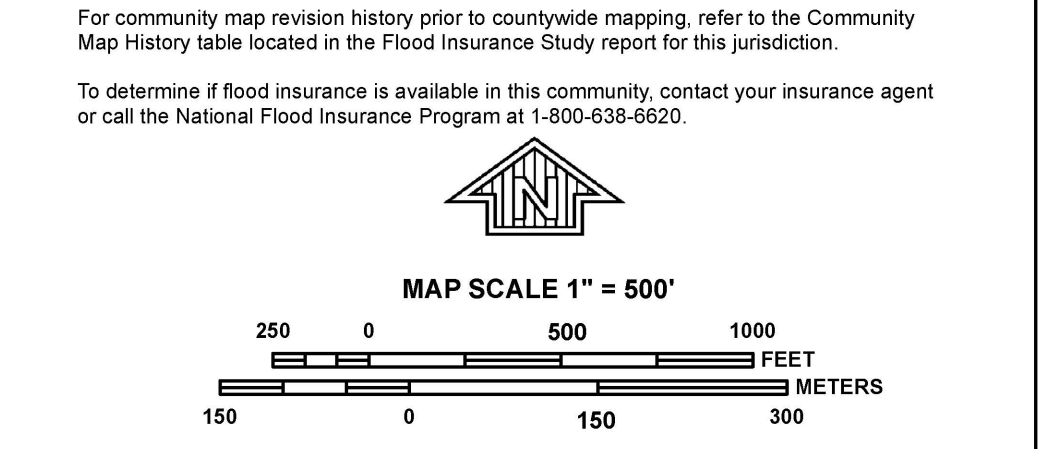 For community map revision history prior to countywide mapping, refer to the Community
Map History table located in the Flood Insurance Study report for this jurisdiction.
To determine if flood insurance is available in this community, contact your insurance agent
or call the National Flood Insurance Program at 1-800-638-6620.
N
MAP SCALE 1" = 500'
250 0 500 1000
FEET
METERS
150 0 150 300